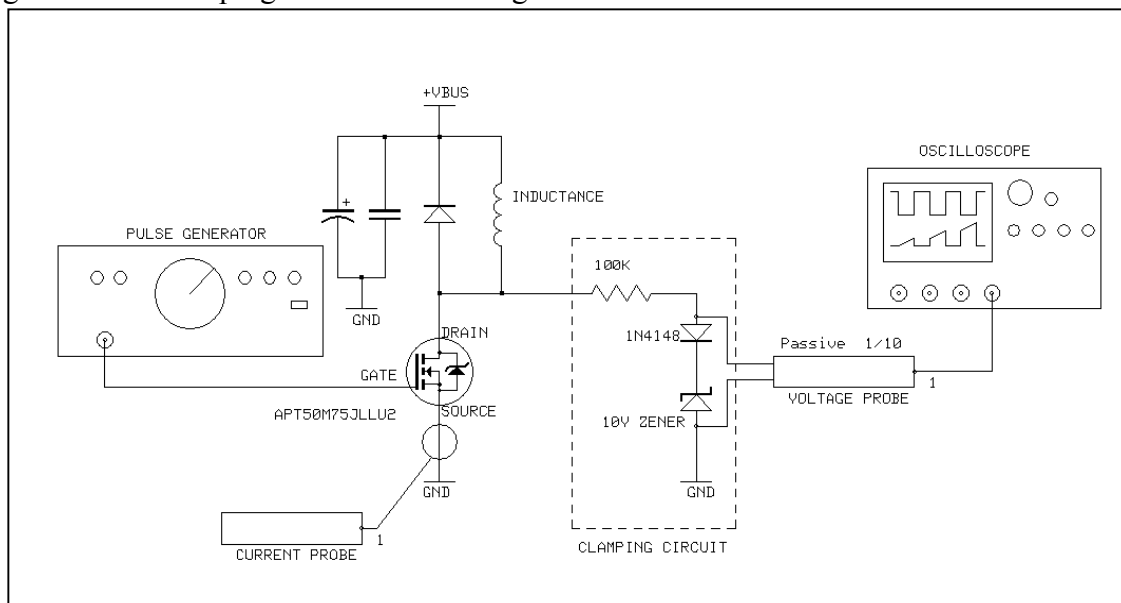 +VBUS
OSCILLOSCOPE
INDUCTANCE
PULSE GENERATOR
+
100K
GND
DRAIN
1N4148
Passive 1/10
GATE
1
VOLTAGE PROBE
APT50M75JLLU2
SOURCE
10V ZENER
GND
GND
1
CURRENT PROBE
CLAMPING CIRCUIT